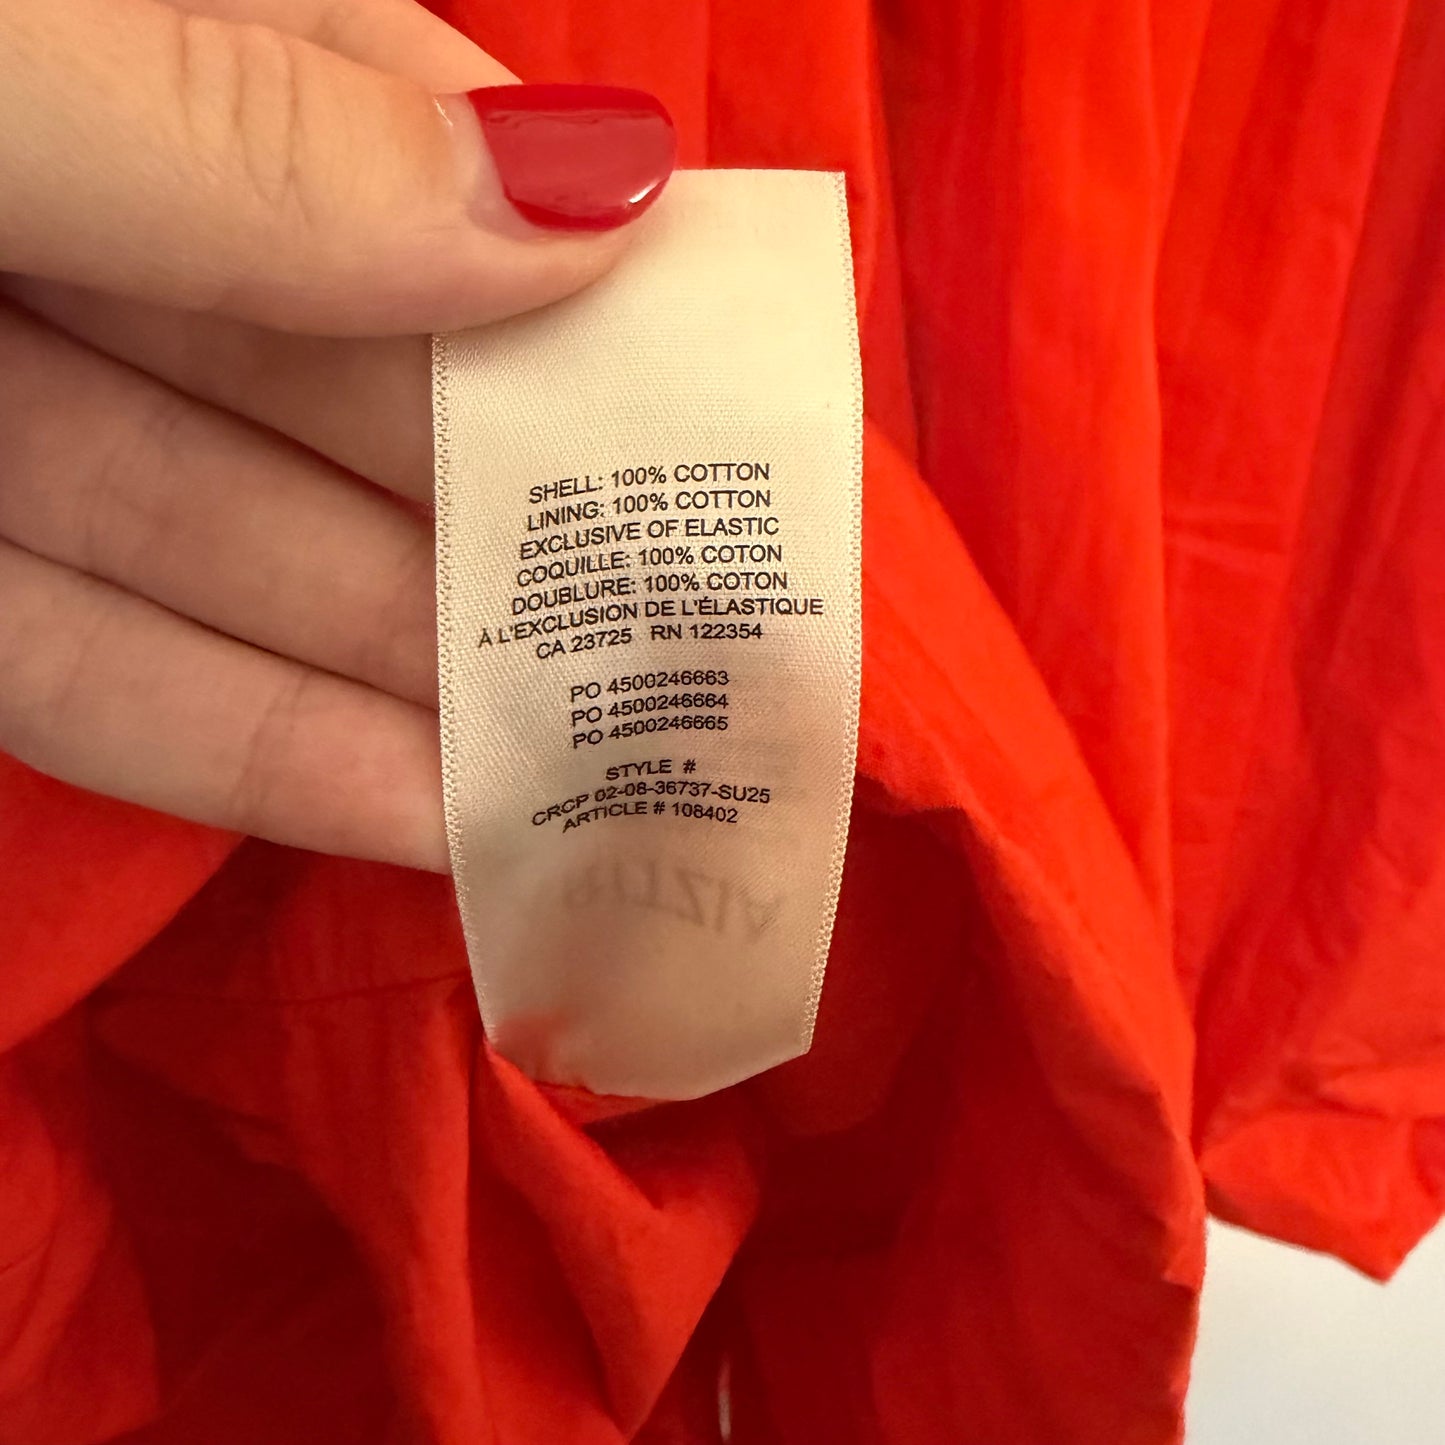 SHELL: 100% COTTON
LINING: 100% COTTON
EXCLUSIVE OF ELASTIC
COQUILLE: 100% COTON
DOUBLURE: 100% COTON
À L'EXCLUSION DE L'ÉLASTIQUE
CA 23725 RN 122354
PO 4500246663
PO 4500246664
PO 4500246665
STYLE #
CRCP 02-08-36737-SU25
ARTICLE # 108402